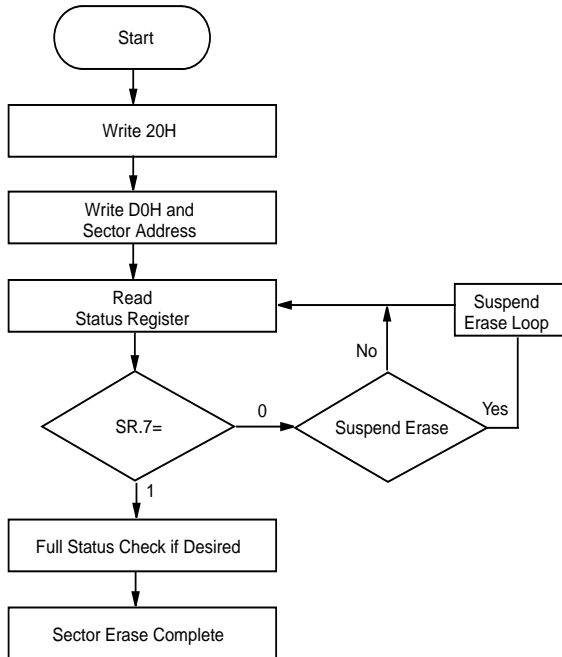 Start
Write 20H
Write D0H and
Sector Address
Read
Status Register
Suspend
Erase Loop
No
SR.7=
0
Suspend Erase
Yes
1
Full Status Check if Desired
Sector Erase Complete